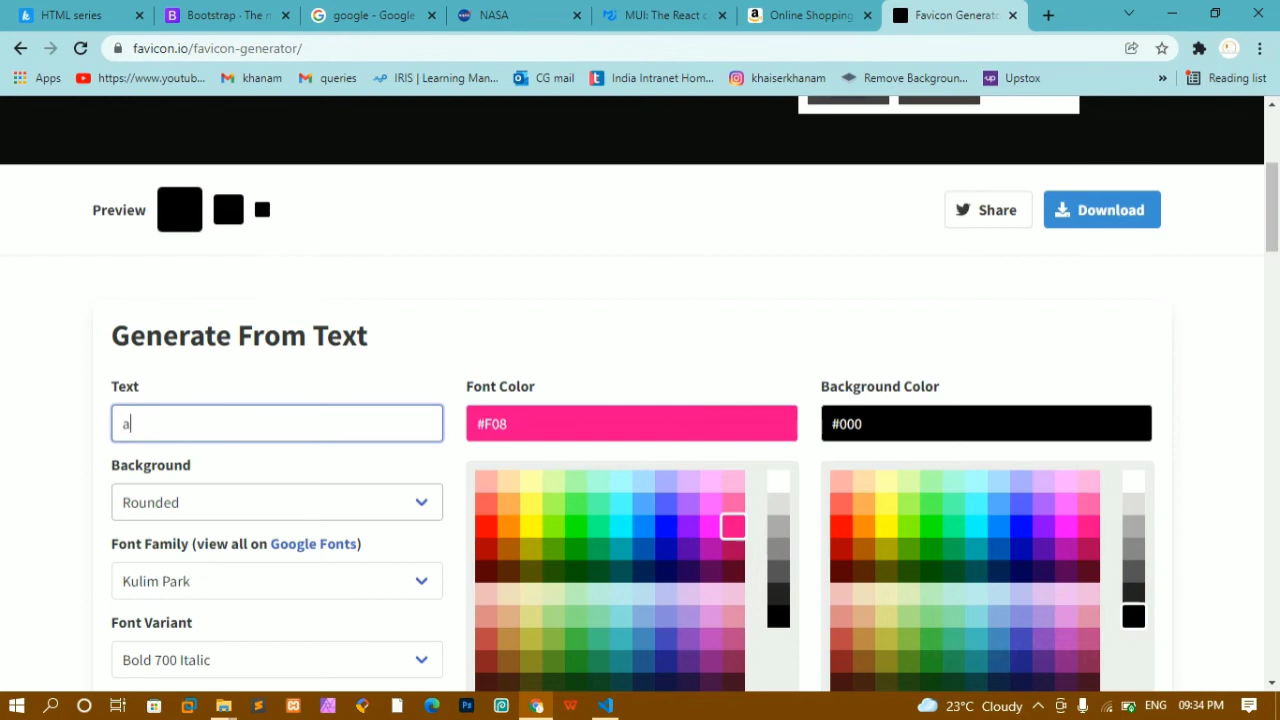 HTML series
Bootstrap · The m
google - Google
NASA
MUI: The React c
Online Shopping
Favicon Generato
favicon.io/favicon-generator/
Apps
https://www.youtub...
khanam
queries
IRIS | Learning Man...
CG mail
India Intranet Hom...
khaiserkhanam
Remove Backgroun...
Upstox
»
Reading list
Preview
Share
Download
Generate From Text
Text
Font Color
Background Color
a
#F08
#000
Background
Rounded
Font Family (view all on Google Fonts)
Kulim Park
Font Variant
Bold 700 Italic
23°C Cloudy
ENG
09:34 PM